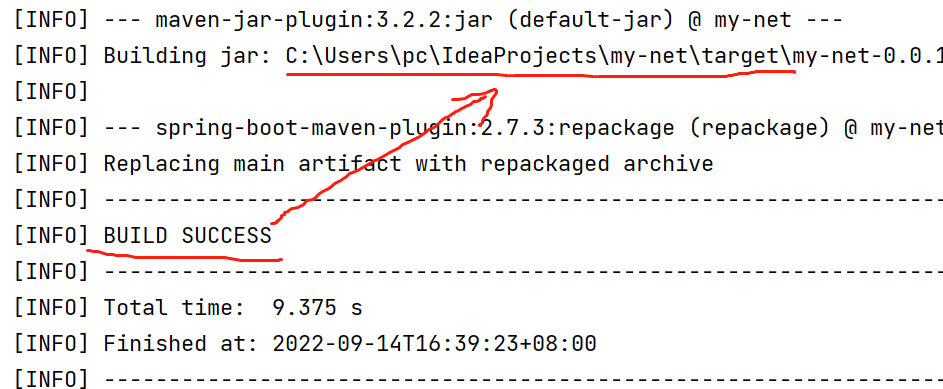 [INFO] --- maven-jar-plugin:3.2.2:jar (default-jar) @ my-net ---
[INFO] Building jar: C:\Users\pc\IdeaProjects\my-net\target\my-net-0.0.1
[INFO]
[INFO] --- spring-boot-maven-plugin:2.7.3:repackage (repackage) @ my-net
[INFO] Replacing main artifact with repackaged archive
[INFO] ------------------------------------------------------------------------
[INFO] BUILD SUCCESS
[INFO] ------------------------------------------------------------------------
[INFO] Total time:  9.375 s
[INFO] Finished at: 2022-09-14T16:39:23+08:00
[INFO] ------------------------------------------------------------------------